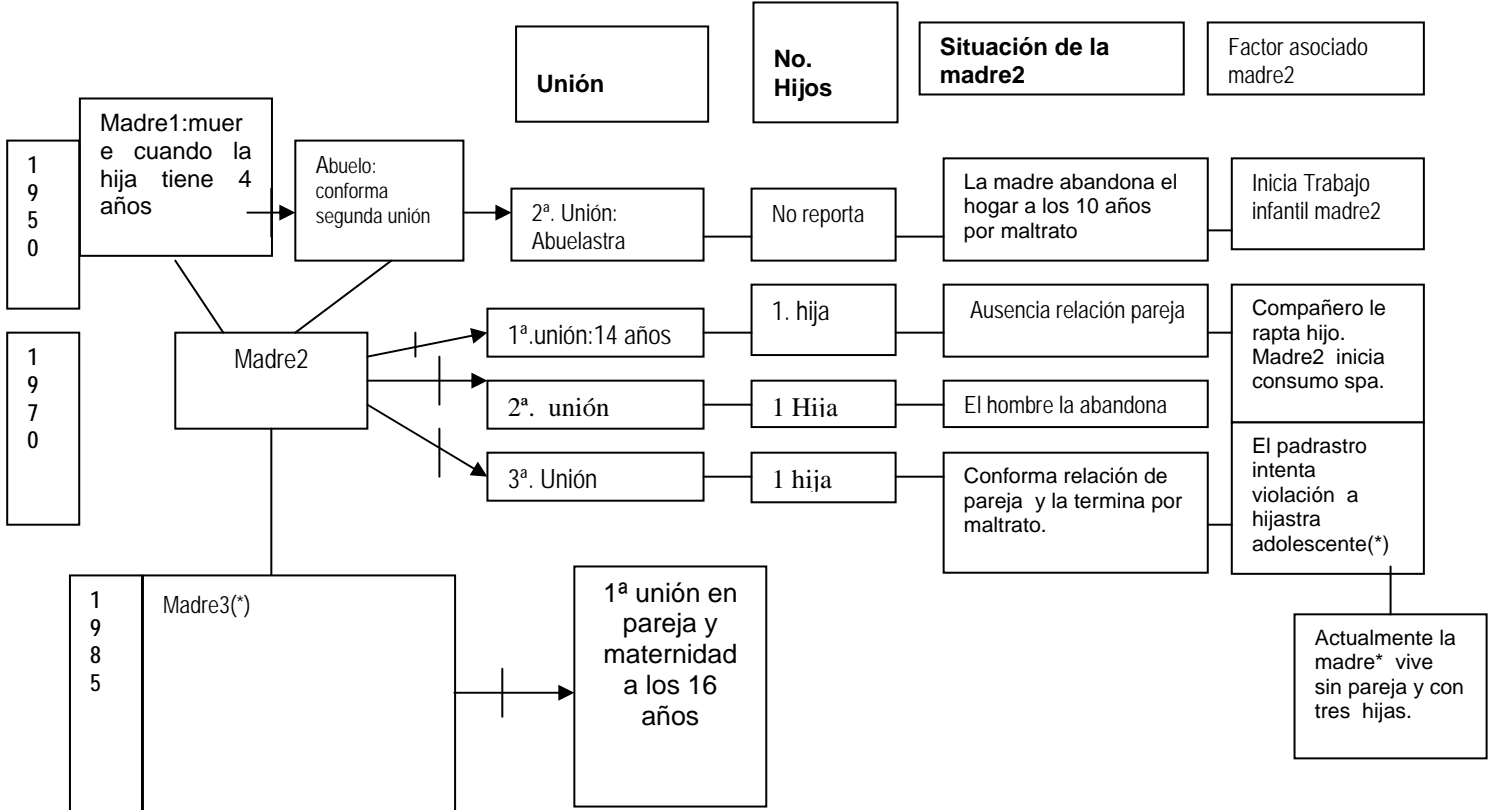 Unión
No.
Hijos
Situación de la
madre2
Factor asociado
madre2
1
9
5
0
Madre1:muer
e cuando la
hija tiene 4
años
Abuelo:
conforma
segunda unión
2ª. Unión:
Abuelastra
No reporta
La madre abandona el
hogar a los 10 años
por maltrato
Inicia Trabajo
infantil madre2
1
9
7
0
Madre2
1ª.unión:14 años
1. hija
Ausencia relación pareja
Compañero le
rapta hijo.
Madre2 inicia
consumo spa.
2ª. unión
1 Hija
El hombre la abandona
3ª. Unión
1 hija
Conforma relación de
pareja y la termina por
maltrato.
El padrastro
intenta
violación a
hijastra
adolescente(*)
1
9
8
5
Madre3(*)
1ª unión en
pareja y
maternidad
a los 16
años
Actualmente la
madre* vive
sin pareja y con
tres hijas.